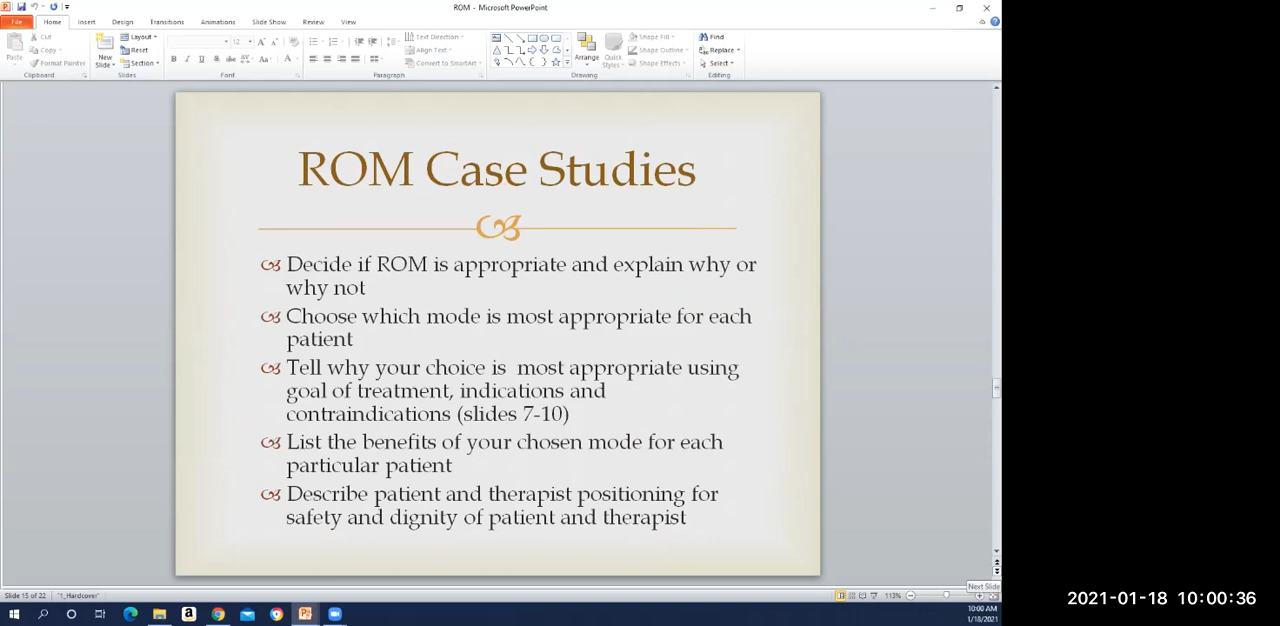 ROM - Microsoft PowerPoint
File Home Insert Design Transitions Animations Slide Show Review View
Paste
Cut
Copy
Format Painter
Clipboard
New
Slide
Layout
Reset
Section
Slides
12
Font
Paragraph
Text Direction
Align Text
Convert to SmartArt
Arrange
Quick
Styles
Shape Fill
Shape Outline
Shape Effects
Drawing
Find
Replace
Select
Editing
ROM Case Studies
Decide if ROM is appropriate and explain why or
why not
Choose which mode is most appropriate for each
patient
Tell why your choice is  most appropriate using
goal of treatment, indications and
contraindications (slides 7-10)
List the benefits of your chosen mode for each
particular patient
Describe patient and therapist positioning for
safety and dignity of patient and therapist
Next Slide
Slide 15 of 22 "1_Hardcover"
113%
10:00 AM
1/18/2021
2021-01-18 10:00:36